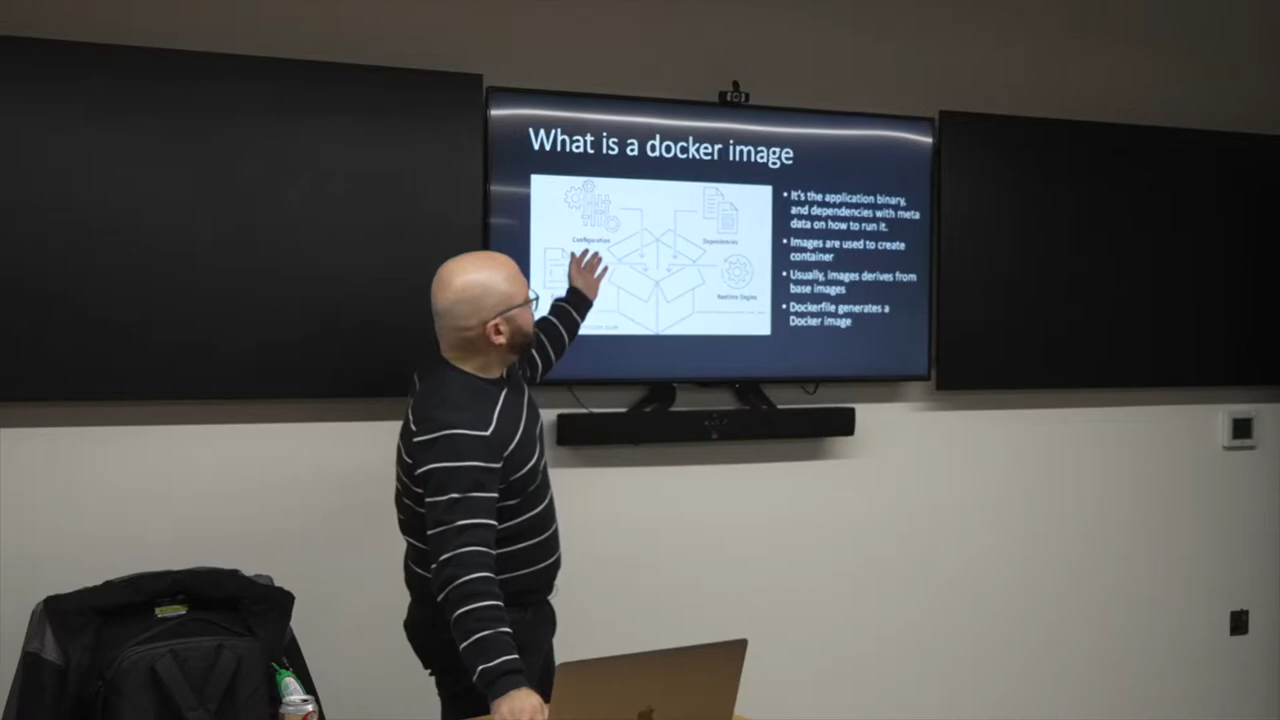 What is a docker image
Configuration
Dependencies
Runtime Engine
• It's the application binary,
and dependencies with meta
data on how to run it.
• Images are used to create
container
• Usually, images derives from
base images
• Dockerfile generates a
Docker image